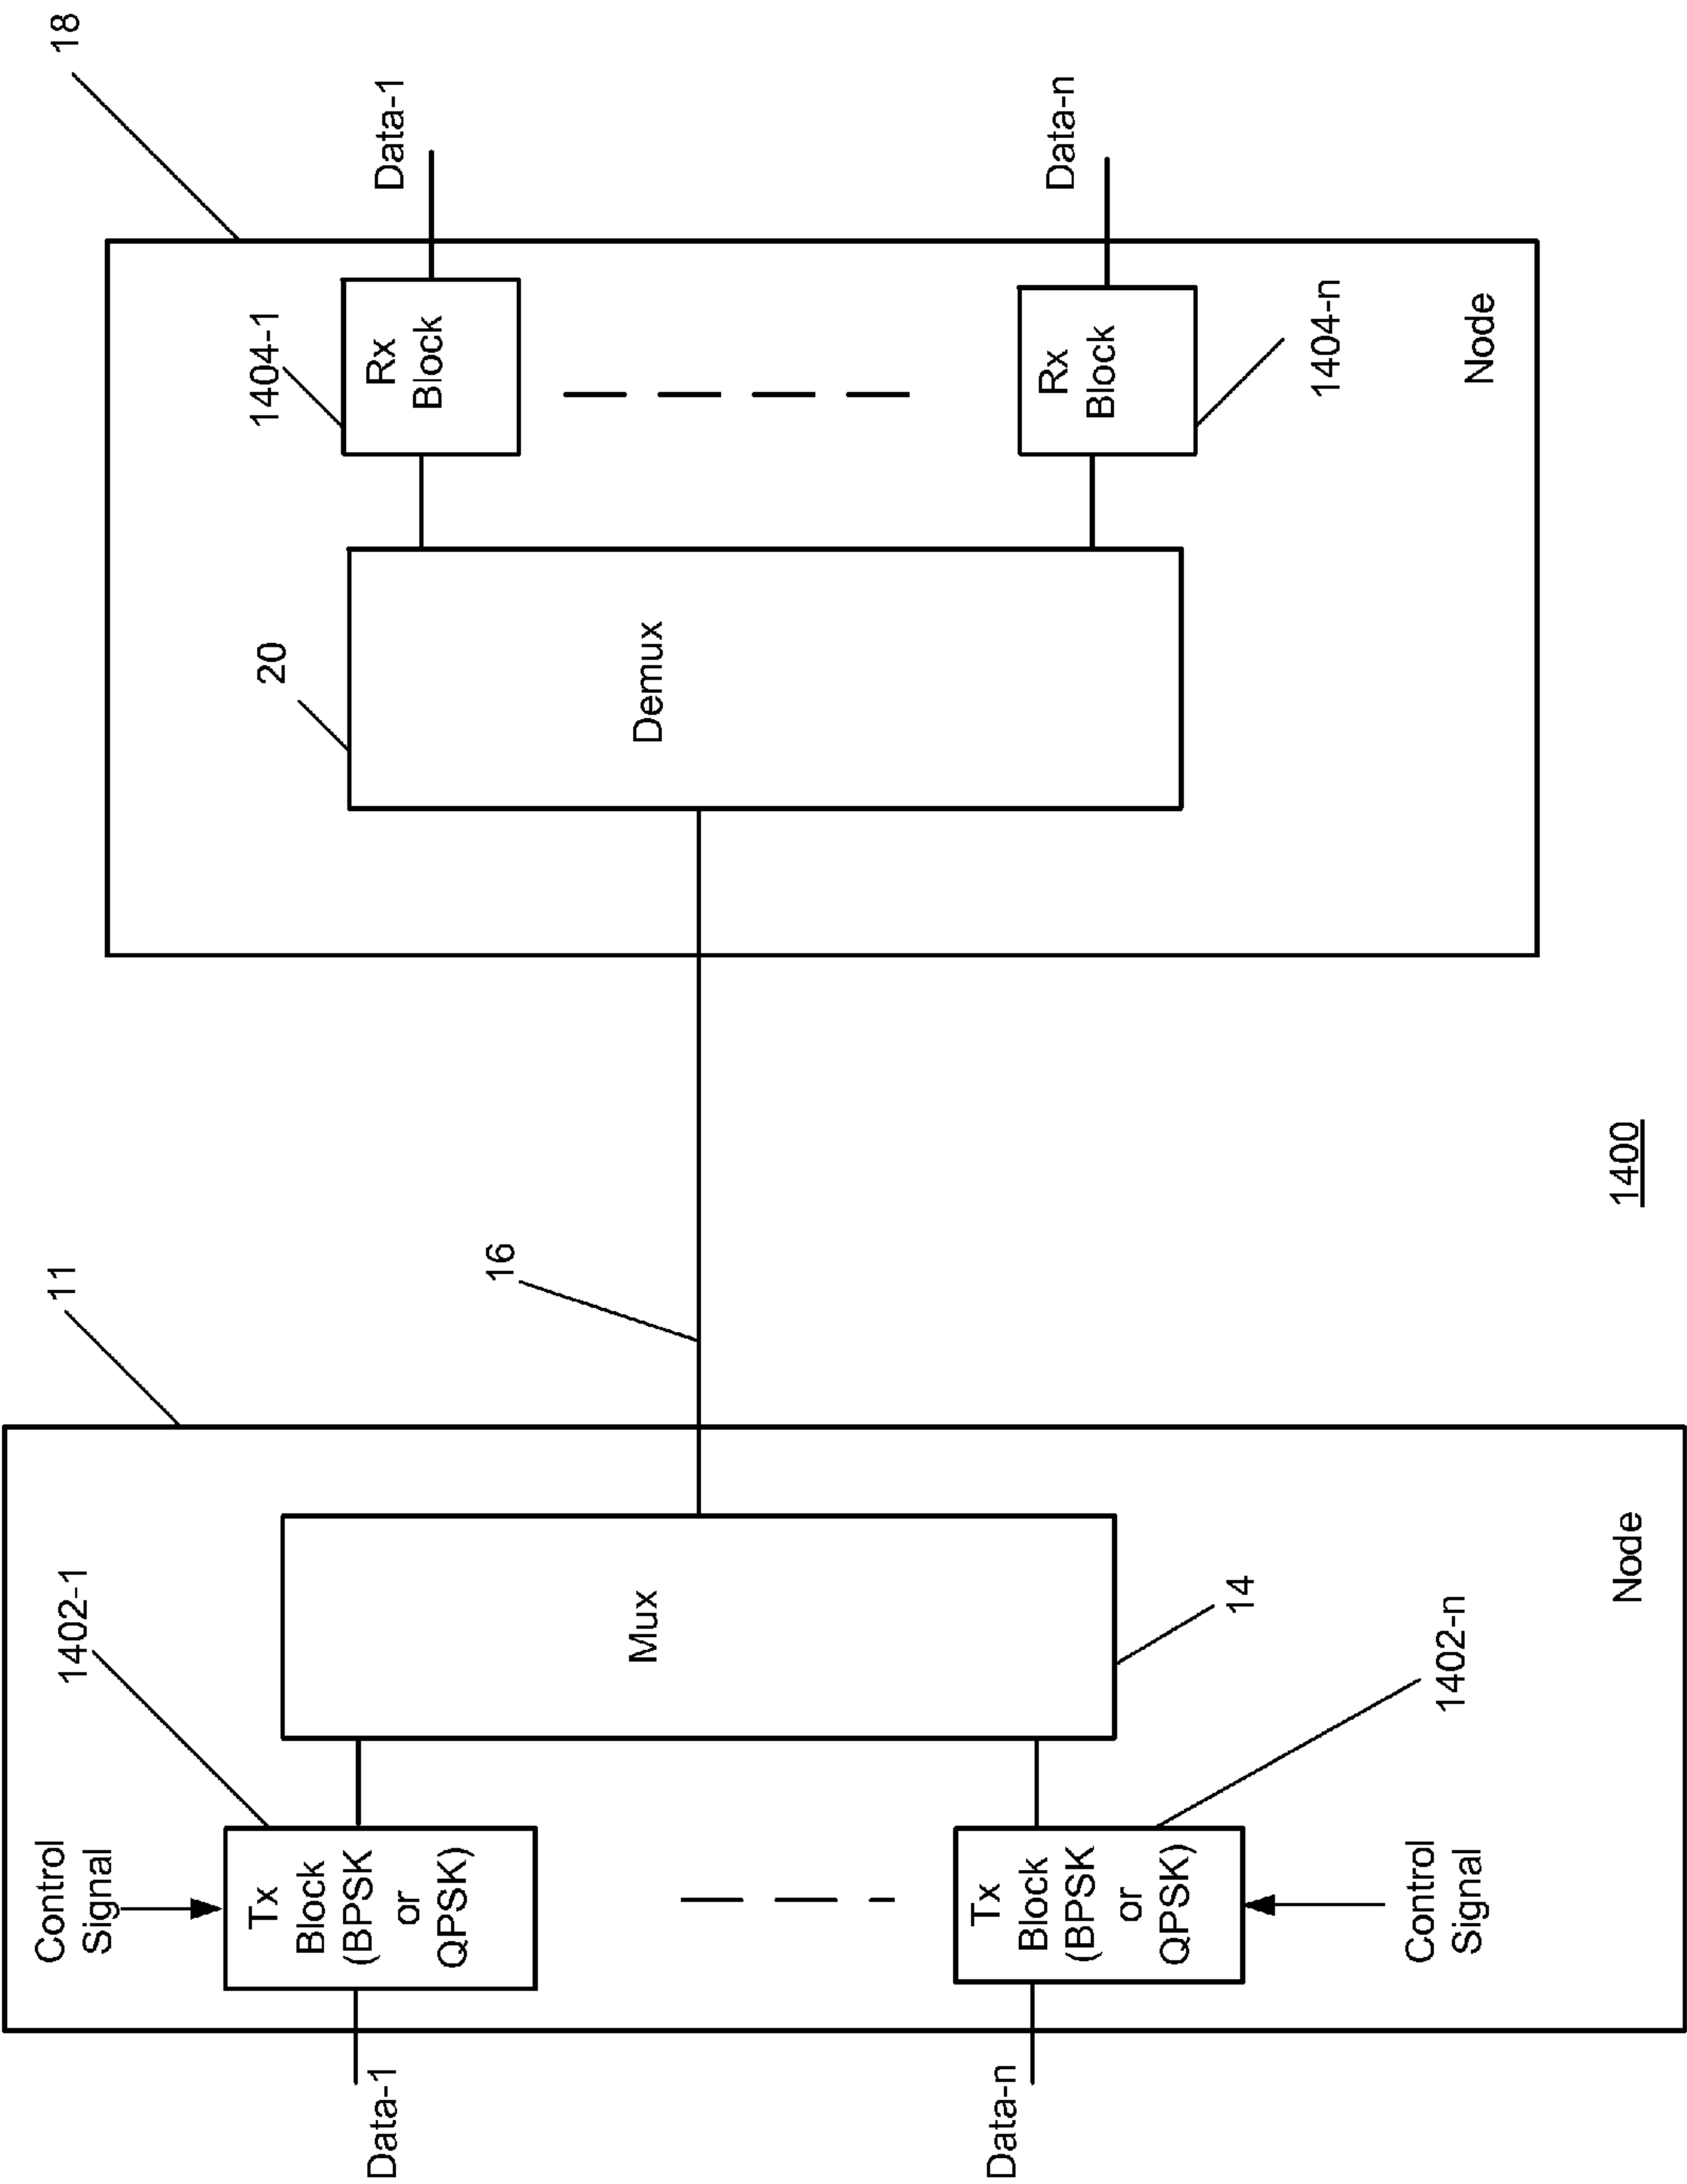 11
18
Control
Signal
1402-1
1404-1
20
Data-1
Data-1
Tx
Block
(BPSK
or
QPSK)
Rx
Block
16
Mux
Demux
Tx
Block
(BPSK
or
QPSK)
Rx
Block
Data-n
Data-n
14
1404-n
Control
Signal
1402-n
Node
Node
1400